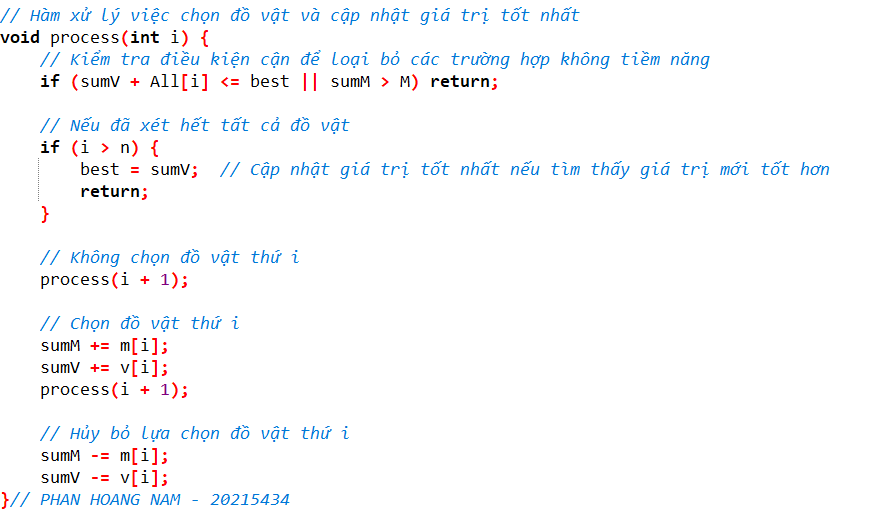 // Hàm xử lý việc chọn đồ vật và cập nhật giá trị tốt nhất
void process(int i) {
    // Kiểm tra điều kiện cận để loại bỏ các trường hợp không tiềm năng
    if (sumV + All[i] <= best || sumM > M) return;

    // Nếu đã xét hết tất cả đồ vật
    if (i > n) {
        best = sumV;  // Cập nhật giá trị tốt nhất nếu tìm thấy giá trị mới tốt hơn
        return;
    }

    // Không chọn đồ vật thứ i
    process(i + 1);

    // Chọn đồ vật thứ i
    sumM += m[i];
    sumV += v[i];
    process(i + 1);

    // Hủy bỏ lựa chọn đồ vật thứ i
    sumM -= m[i];
    sumV -= v[i];
}// PHAN HOANG NAM - 20215434